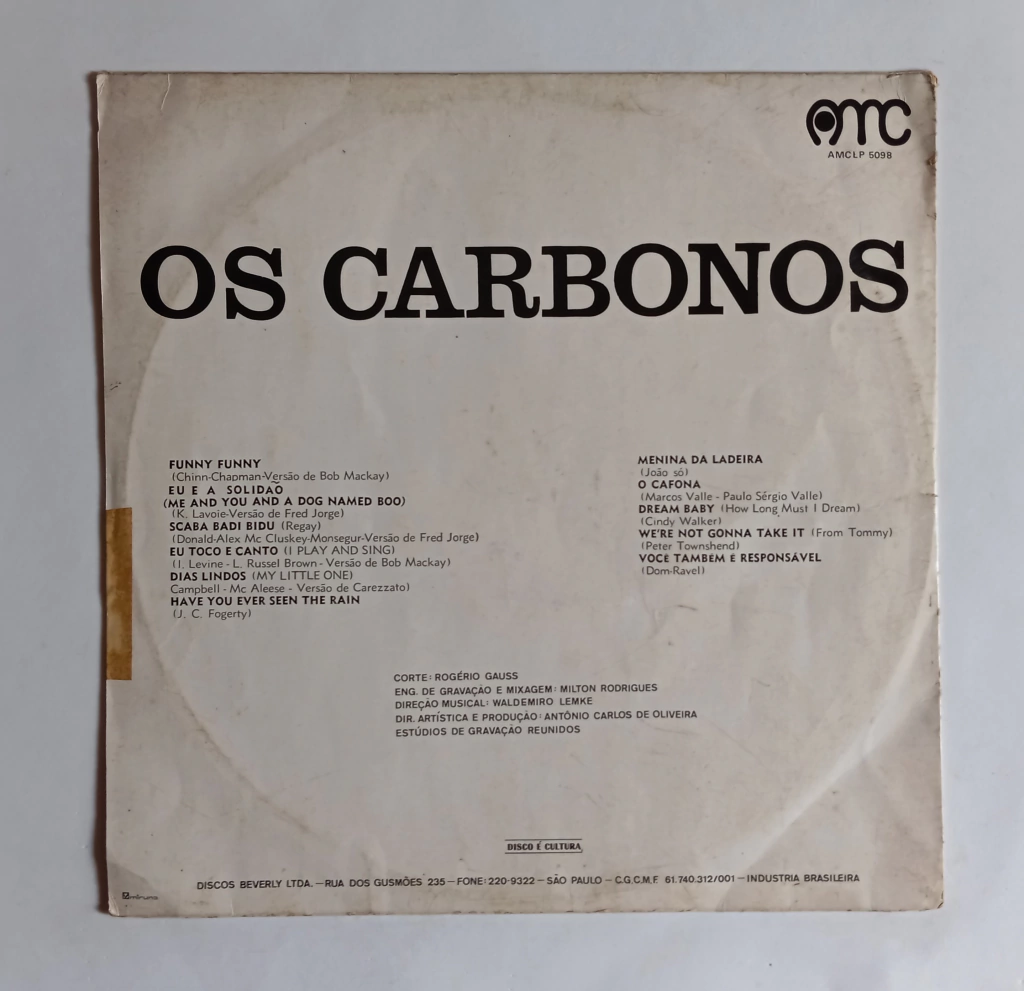 AMC
AMCLP 5098
OS CARBONOS
FUNNY FUNNY
(Chinn-Chapman-Versão de Bob Mackay)
EU E A SOLIDAO
(ME AND YOU AND A DOG NAMED BOO)
(K. Lavoie-Versão de Fred Jorge)
SCABA BADI BIDU (Regay)
(Donald-Alex Mc Cluskey-Monsegur-Versão de Fred Jorge)
EU TOCO E CANTO (I PLAY AND SING)
(I. Levine - L. Russel Brown - Versão de Bob Mackay)
DIAS LINDOS (MY LITTLE ONE)
Campbell - Mc Aleese - Versão de Carezzato)
HAVE YOU EVER SEEN THE RAIN
(J. C. Fogerty)
MENINA DA LADEIRA
(João só)
O CAFONA
(Marcos Valle - Paulo Sérgio Valle)
DREAM BABY (How Long Must I Dream)
(Cindy Walker)
WE'RE NOT GONNA TAKE IT (From Tommy)
(Peter Townshend)
VOCÊ TAMBEM É RESPONSÁVEL
(Dom-Ravel)
CORTE: ROGÉRIO GAUSS
ENG. DE GRAVAÇÃO E MIXAGEM: MILTON RODRIGUES
DIREÇÃO MUSICAL: WALDEMIRO LEMKE
DIR. ARTÍSTICA E PRODUÇÃO: ANTÔNIO CARLOS DE OLIVEIRA
ESTÚDIOS DE GRAVAÇÃO REUNIDOS
DISCO É CULTURA
DISCOS BEVERLY LTDA. — RUA DOS GUSMÕES 235 — FONE: 220-9322 — SÃO PAULO — C.G.C.M.F. 61.740.312/001 — INDUSTRIA BRASILEIRA